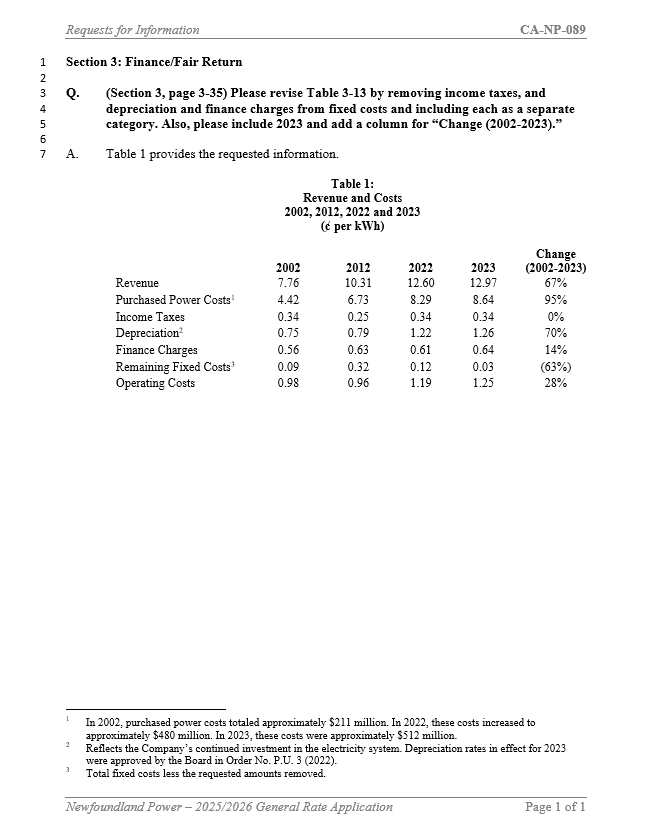 Requests for Information CA-NP-089
1 Section 3: Finance/Fair Return
2
3 Q. (Section 3, page 3-35) Please revise Table 3-13 by removing income taxes, and
4 depreciation and finance charges from fixed costs and including each as a separate
5 category. Also, please include 2023 and add a column for “Change (2002-2023).”
6
7 A. Table 1 provides the requested information.
Table 1:
Revenue and Costs
2002, 2012, 2022 and 2023
(¢ per kWh)
Change
2002 2012 2022 2023 (2002-2023)
Revenue 7.76 10.31 12.60 12.97 67%
Purchased Power Costs¹ 4.42 6.73 8.29 8.64 95%
Income Taxes 0.34 0.25 0.34 0.34 0%
Depreciation² 0.75 0.79 1.22 1.26 70%
Finance Charges 0.56 0.63 0.61 0.64 14%
Remaining Fixed Costs³ 0.09 0.32 0.12 0.03 (63%)
Operating Costs 0.98 0.96 1.19 1.25 28%
¹ In 2002, purchased power costs totaled approximately $211 million. In 2022, these costs increased to
approximately $480 million. In 2023, these costs were approximately $512 million.
² Reflects the Company’s continued investment in the electricity system. Depreciation rates in effect for 2023
were approved by the Board in Order No. P.U. 3 (2022).
³ Total fixed costs less the requested amounts removed.
Newfoundland Power – 2025/2026 General Rate Application Page 1 of 1